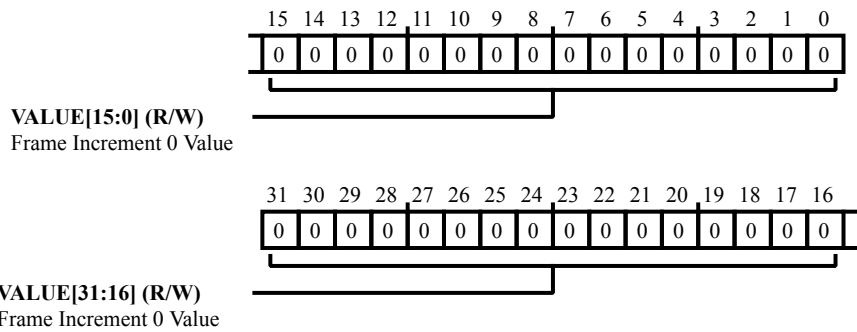 15 14 13 12 11 10 9 8 7 6 5 4 3 2 1 0
0 0 0 0 0 0 0 0 0 0 0 0 0 0 0 0
VALUE[15:0] (R/W)
Frame Increment 0 Value
31 30 29 28 27 26 25 24 23 22 21 20 19 18 17 16
0 0 0 0 0 0 0 0 0 0 0 0 0 0 0 0
VALUE[31:16] (R/W)
Frame Increment 0 Value